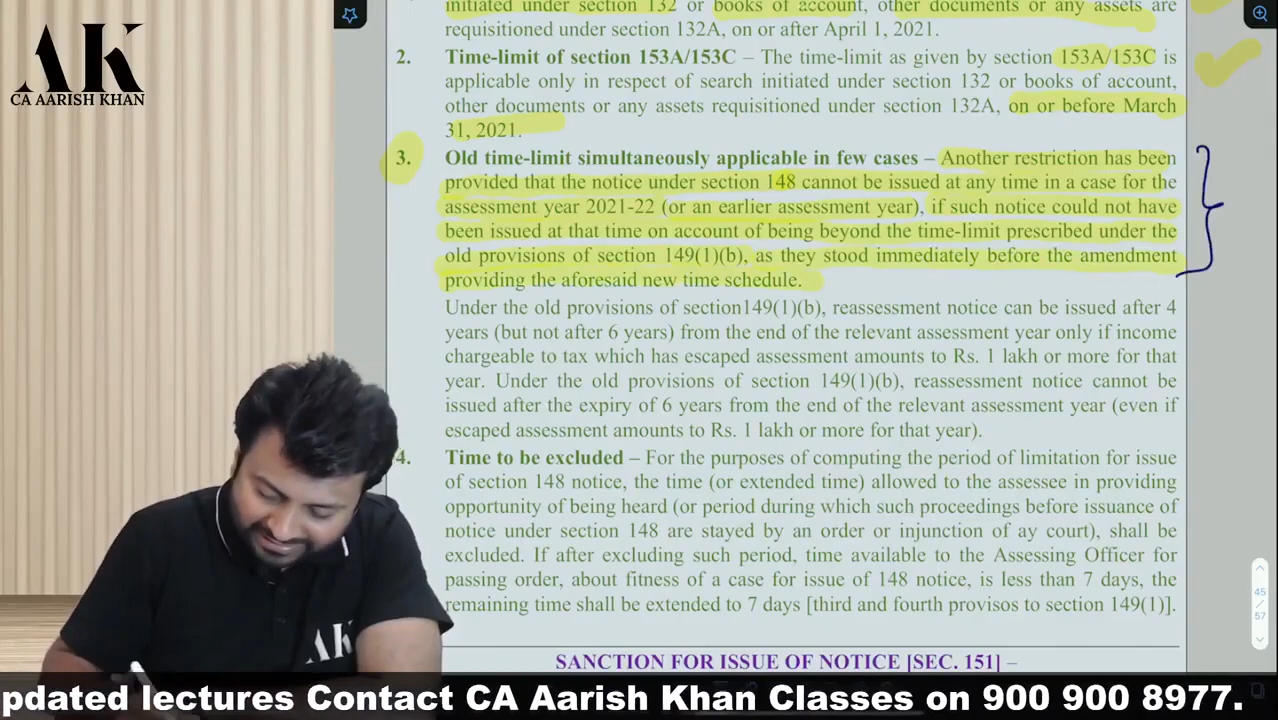 AK
CA AARISH KHAN
initiated under section 132 or books of account, other documents or any assets are
requisitioned under section 132A, on or after April 1, 2021.
2. Time-limit of section 153A/153C – The time-limit as given by section 153A/153C is
applicable only in respect of search initiated under section 132 or books of account,
other documents or any assets requisitioned under section 132A, on or before March
31, 2021.
3. Old time-limit simultaneously applicable in few cases – Another restriction has been
provided that the notice under section 148 cannot be issued at any time in a case for the
assessment year 2021-22 (or an earlier assessment year), if such notice could not have
been issued at that time on account of being beyond the time-limit prescribed under the
old provisions of section 149(1)(b), as they stood immediately before the amendment
providing the aforesaid new time schedule.
Under the old provisions of section149(1)(b), reassessment notice can be issued after 4
years (but not after 6 years) from the end of the relevant assessment year only if income
chargeable to tax which has escaped assessment amounts to Rs. 1 lakh or more for that
year. Under the old provisions of section 149(1)(b), reassessment notice cannot be
issued after the expiry of 6 years from the end of the relevant assessment year (even if
escaped assessment amounts to Rs. 1 lakh or more for that year).
4. Time to be excluded – For the purposes of computing the period of limitation for issue
of section 148 notice, the time (or extended time) allowed to the assessee in providing
opportunity of being heard (or period during which such proceedings before issuance of
notice under section 148 are stayed by an order or injunction of ay court), shall be
excluded. If after excluding such period, time available to the Assessing Officer for
passing order, about fitness of a case for issue of 148 notice, is less than 7 days, the
remaining time shall be extended to 7 days [third and fourth provisos to section 149(1)].
45
/
57
SANCTION FOR ISSUE OF NOTICE [SEC. 151] –
AK
pdated lectures Contact CA Aarish Khan Classes on 900 900 8977.